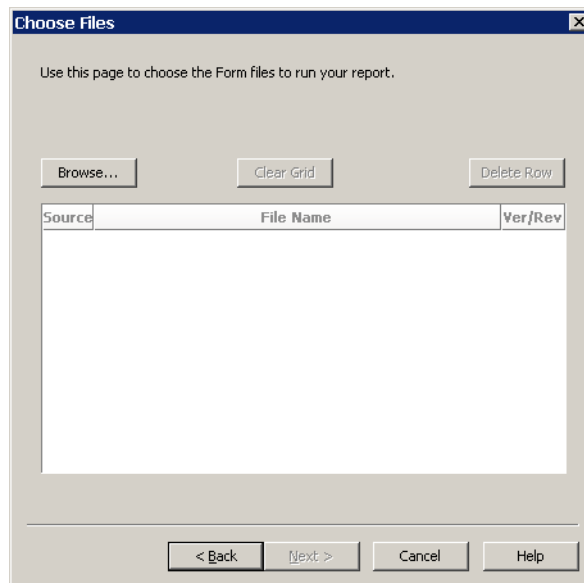 Choose Files
Use this page to choose the Form files to run your report.
Browse... Clear Grid Delete Row
Source File Name Ver/Rev
< Back Next > Cancel Help